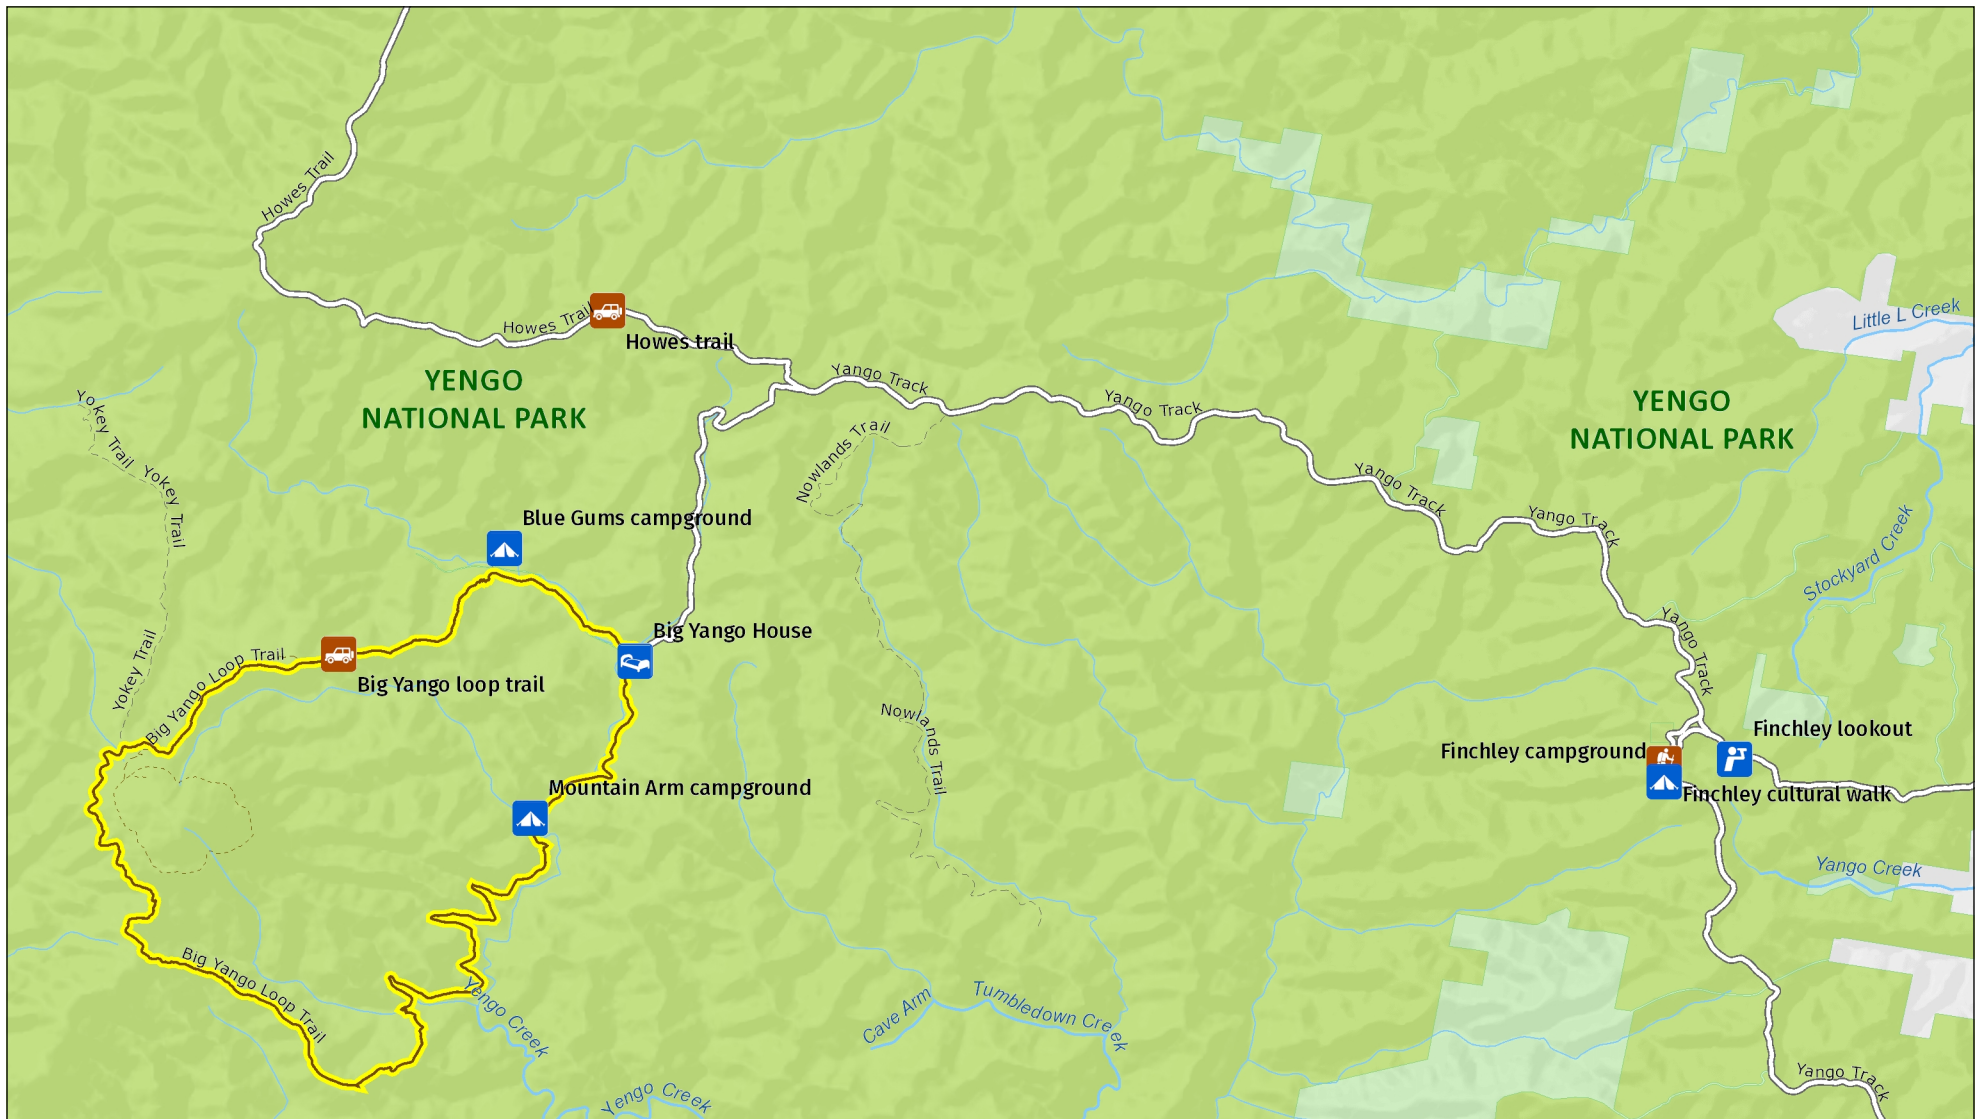 Howes Trail
Little L Creek
Howes Trail
Howes trail
YENGO
NATIONAL PARK
Yango Track
Yango Track
YENGO
NATIONAL PARK
Yokey Trail
Nowlands Trail
Yango Track
Yokey Trail
Blue Gums campground
Yango Track
Stockyard Creek
Yango Track
Big Yango House
Yokey Trail
Big Yango Loop Trail
Big Yango loop trail
Nowlands Trail
Finchley lookout
Finchley campground
Mountain Arm campground
Finchley cultural walk
Yango Creek
Big Yango Loop Trail
Yengo Creek
Cave Arm
Tumbledown Creek
Yango Track
Yengo Creek